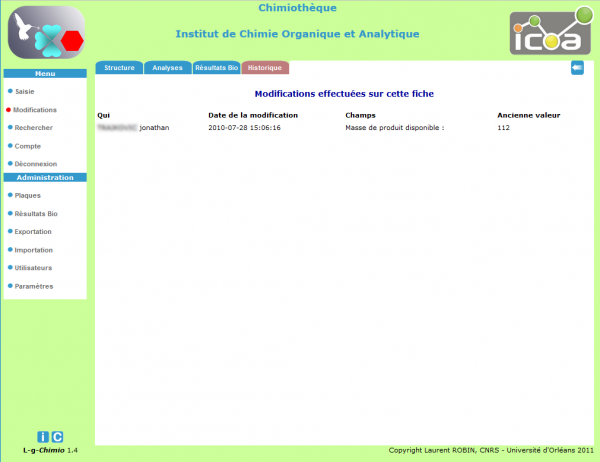 Chimiothèque
Institut de Chimie Organique et Analytique
icoa
Menu
Saisie
Modifications
Rechercher
Compte
Déconnexion
Administration
Plaques
Résultats Bio
Exportation
Importation
Utilisateurs
Paramètres
Structure Analyses Résultats Bio Historique
Modifications effectuées sur cette fiche
Qui Date de la modification Champs Ancienne valeur
jonathan 2010-07-28 15:06:16 Masse de produit disponible : 112
i C
L-g-Chimio 1.4
Copyright Laurent ROBIN, CNRS - Université d'Orléans 2011